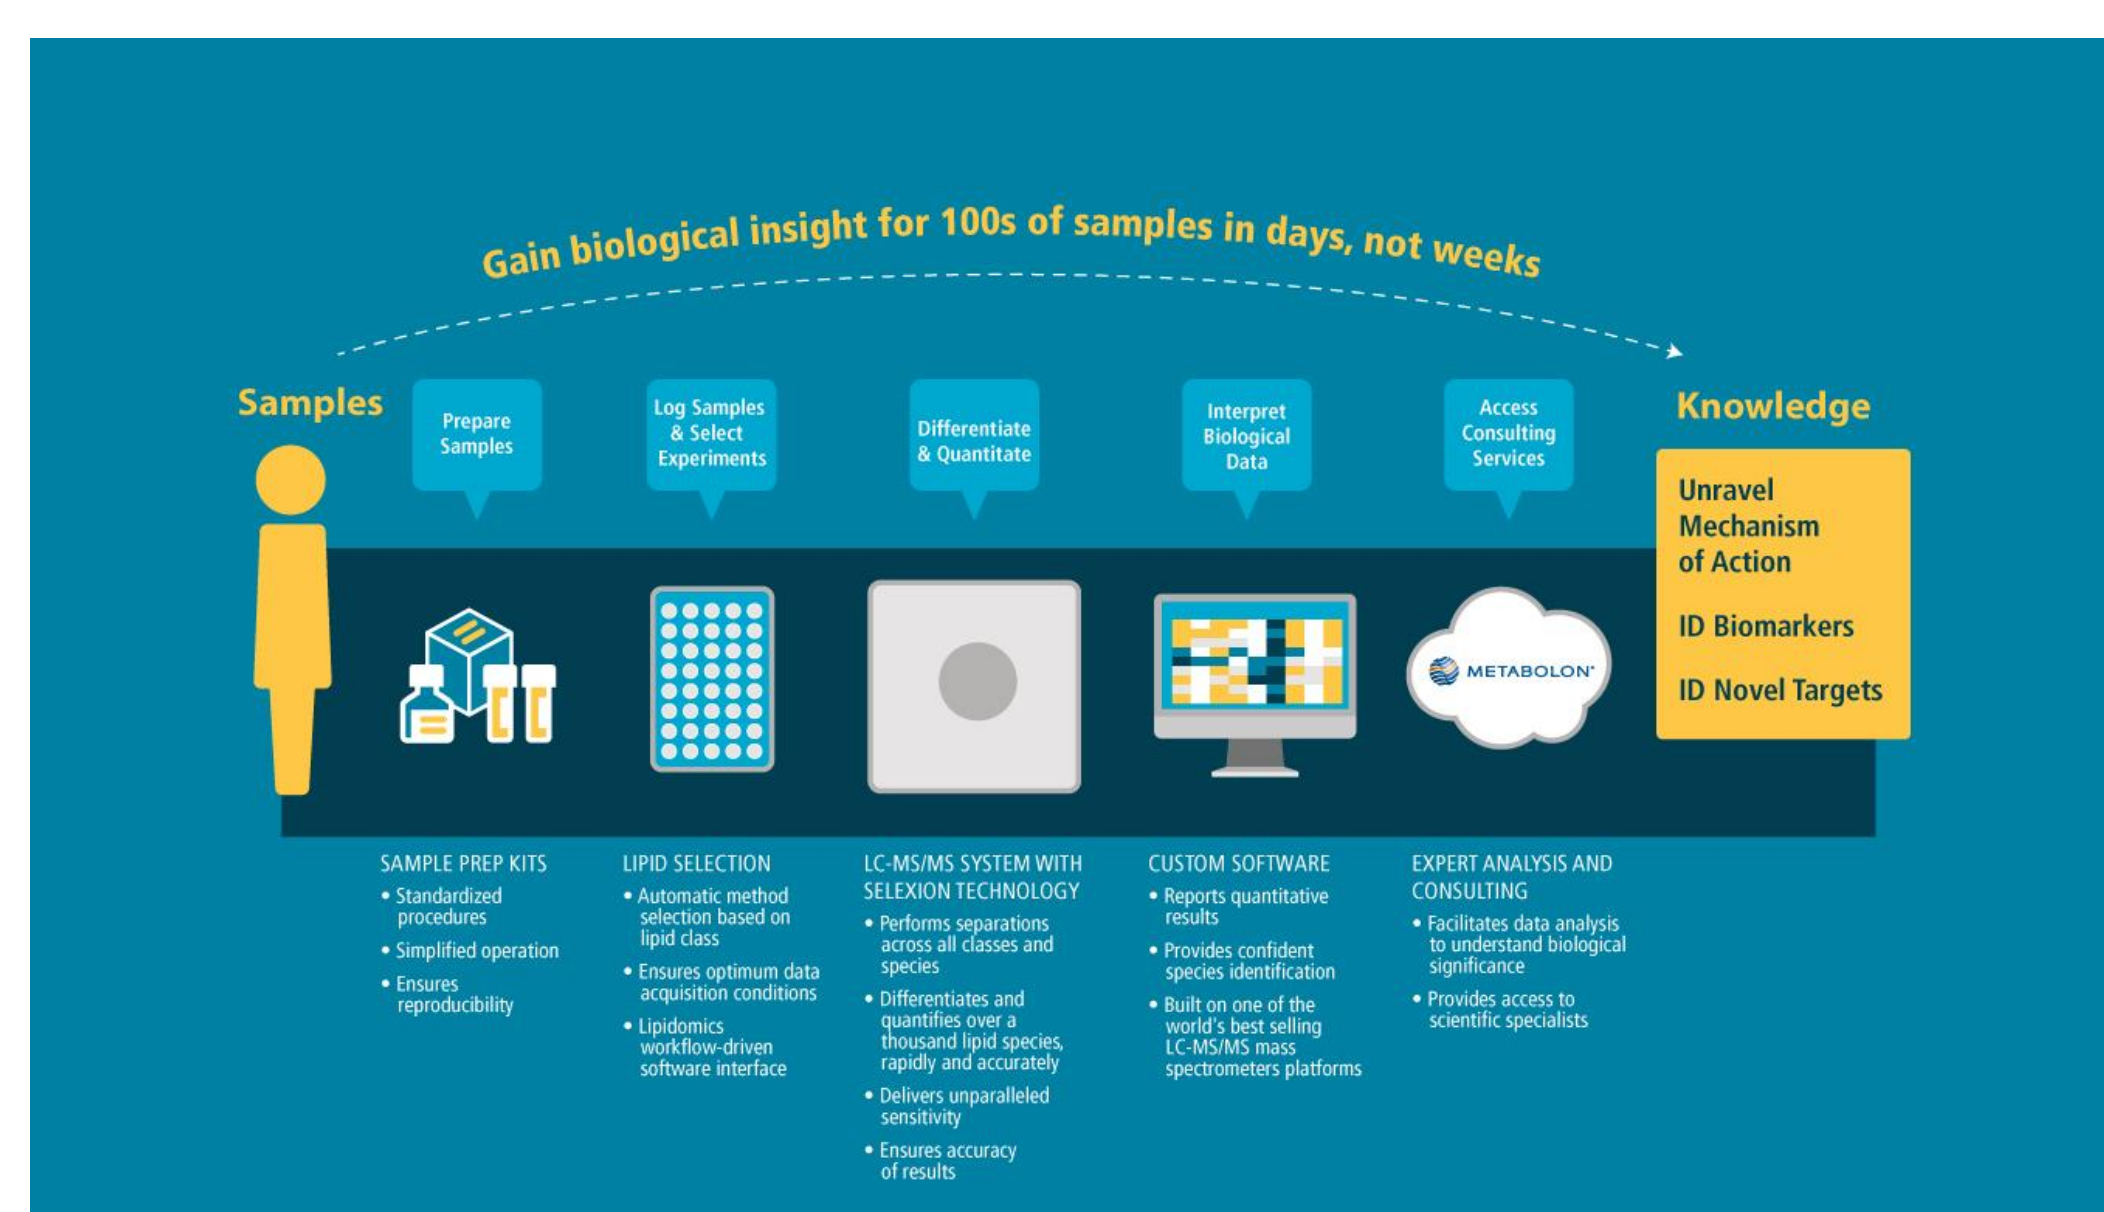 Gain biological insight for 100s of samples in days, not weeks
Samples
Prepare
Samples
Log Samples
& Select
Experiments
Differentiate
& Quantitate
Interpret
Biological
Data
Access
Consulting
Services
Knowledge
Unravel
Mechanism
of Action
ID Biomarkers
ID Novel Targets
METABOLON
SAMPLE PREP KITS
• Standardized
procedures
• Simplified operation
• Ensures
reproducibility
LIPID SELECTION
• Automatic method
selection based on
lipid class
• Ensures optimum data
acquisition conditions
• Lipidomics
workflow-driven
software interface
LC-MS/MS SYSTEM WITH
SELEXION TECHNOLOGY
• Performs separations
across all classes and
species
• Differentiates and
quantifies over a
thousand lipid species,
rapidly and accurately
• Delivers unparalleled
sensitivity
• Ensures accuracy
of results
CUSTOM SOFTWARE
• Reports quantitative
results
• Provides confident
species identification
• Built on one of the
world's best selling
LC-MS/MS mass
spectrometers platforms
EXPERT ANALYSIS AND
CONSULTING
• Facilitates data analysis
to understand biological
significance
• Provides access to
scientific specialists